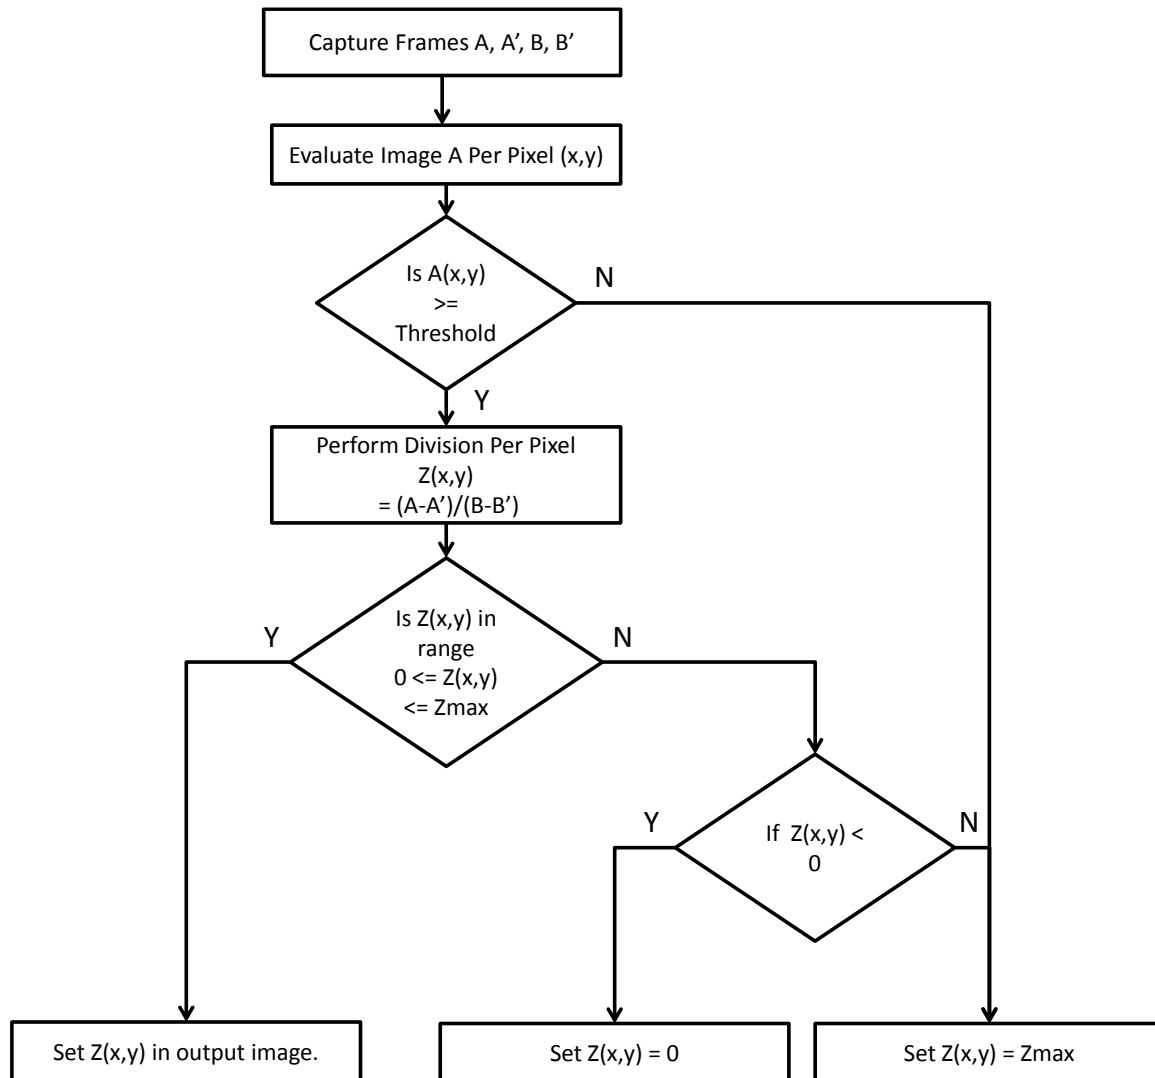 Capture Frames A, A’, B, B’
Evaluate Image A Per Pixel (x,y)
Is A(x,y)
>=
Threshold
N
Y
Perform Division Per Pixel
Z(x,y)
= (A-A’)/(B-B’)
Is Z(x,y) in
range
0 <= Z(x,y)
<= Zmax
Y
N
If Z(x,y) <
0
Y
N
Set Z(x,y) in output image.
Set Z(x,y) = 0
Set Z(x,y) = Zmax